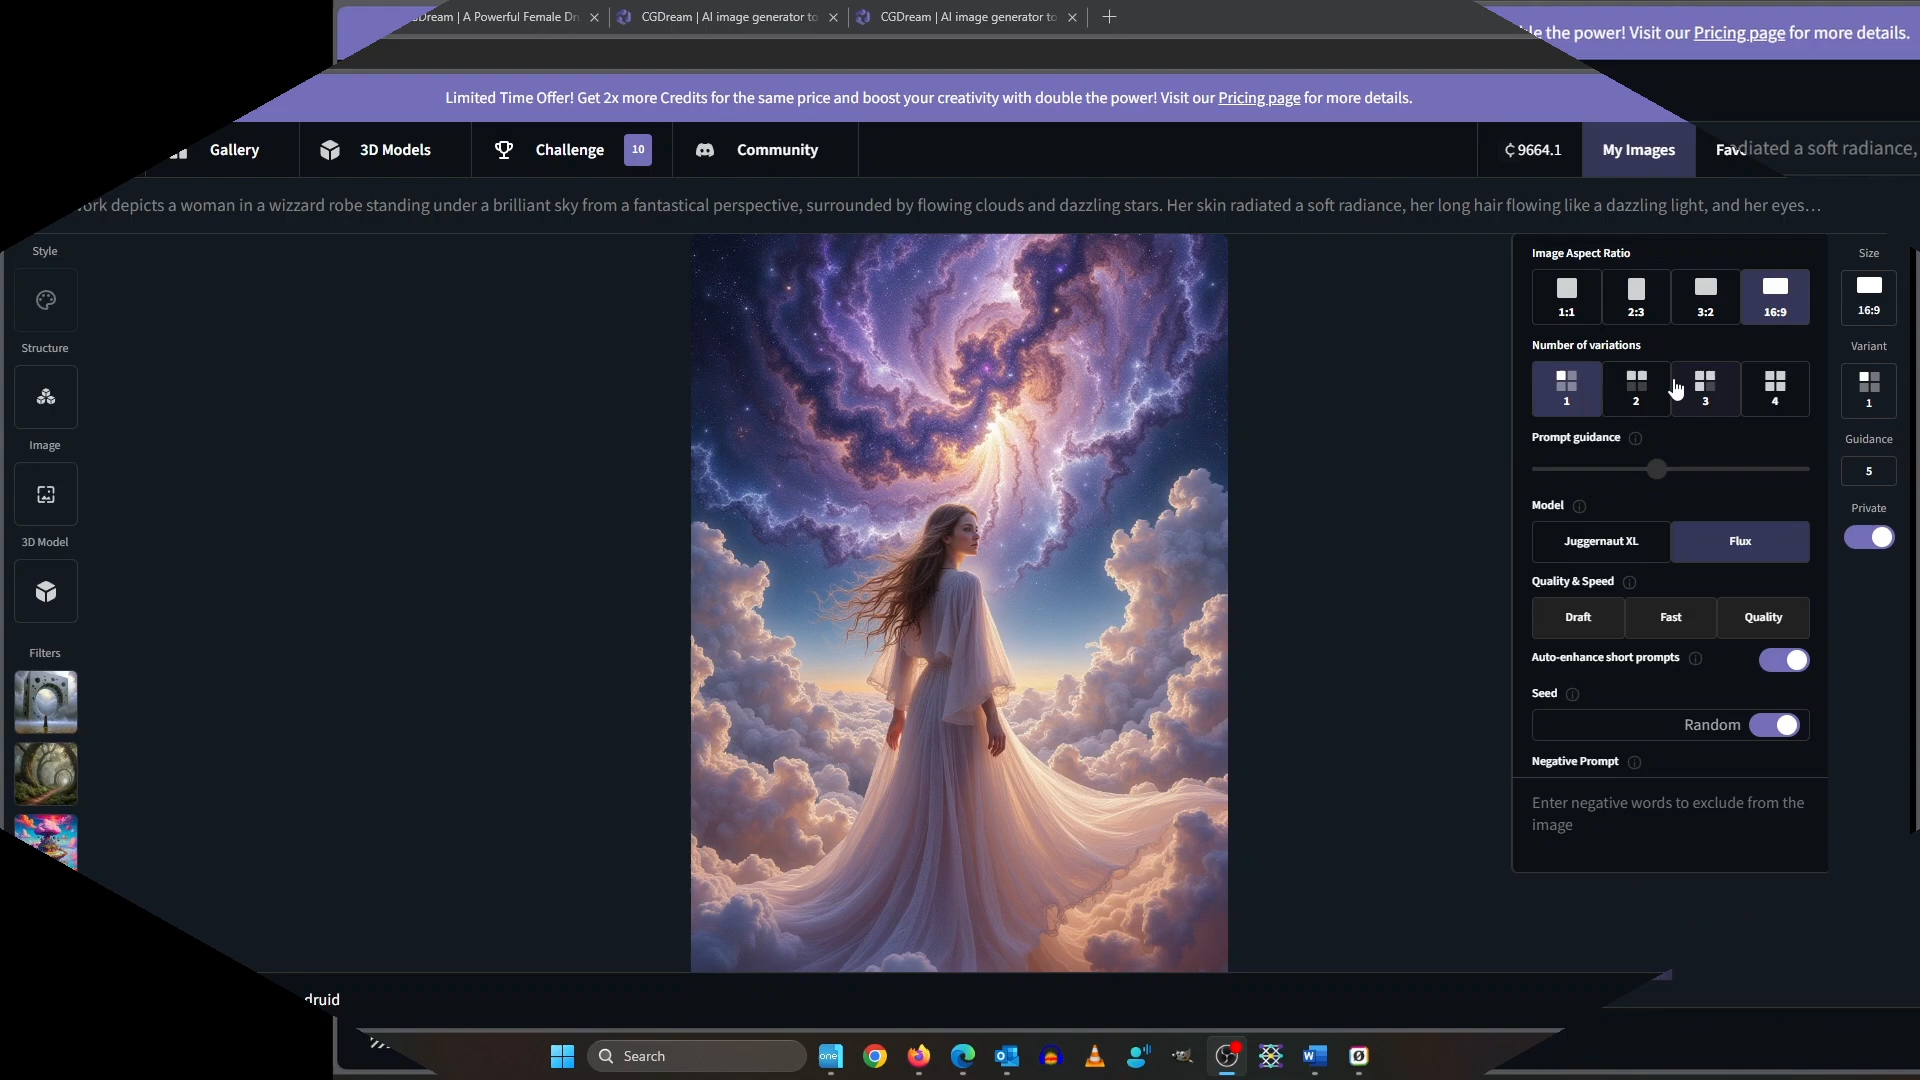 Dream | A Powerful Female Dr
CGDream | AI image generator to
CGDream | AI image generator to
le the power! Visit our Pricing page for more details.
Limited Time Offer! Get 2x more Credits for the same price and boost your creativity with double the power! Visit our Pricing page for more details.
Gallery
3D Models
Challenge
10
Community
₵ 9664.1
My Images
Fav
diated a soft radiance,
ork depicts a woman in a wizzard robe standing under a brilliant sky from a fantastical perspective, surrounded by flowing clouds and dazzling stars. Her skin radiated a soft radiance, her long hair flowing like a dazzling light, and her eyes…
Style
Structure
Image
3D Model
Filters
Image Aspect Ratio
1:1
2:3
3:2
16:9
Number of variations
1
2
3
4
Prompt guidance
Model
Juggernaut XL
Flux
Quality & Speed
Draft
Fast
Quality
Auto-enhance short prompts
Seed
Random
Negative Prompt
Enter negative words to exclude from the
image
Size
16:9
Variant
1
Guidance
5
Private
druid
Search
one
W